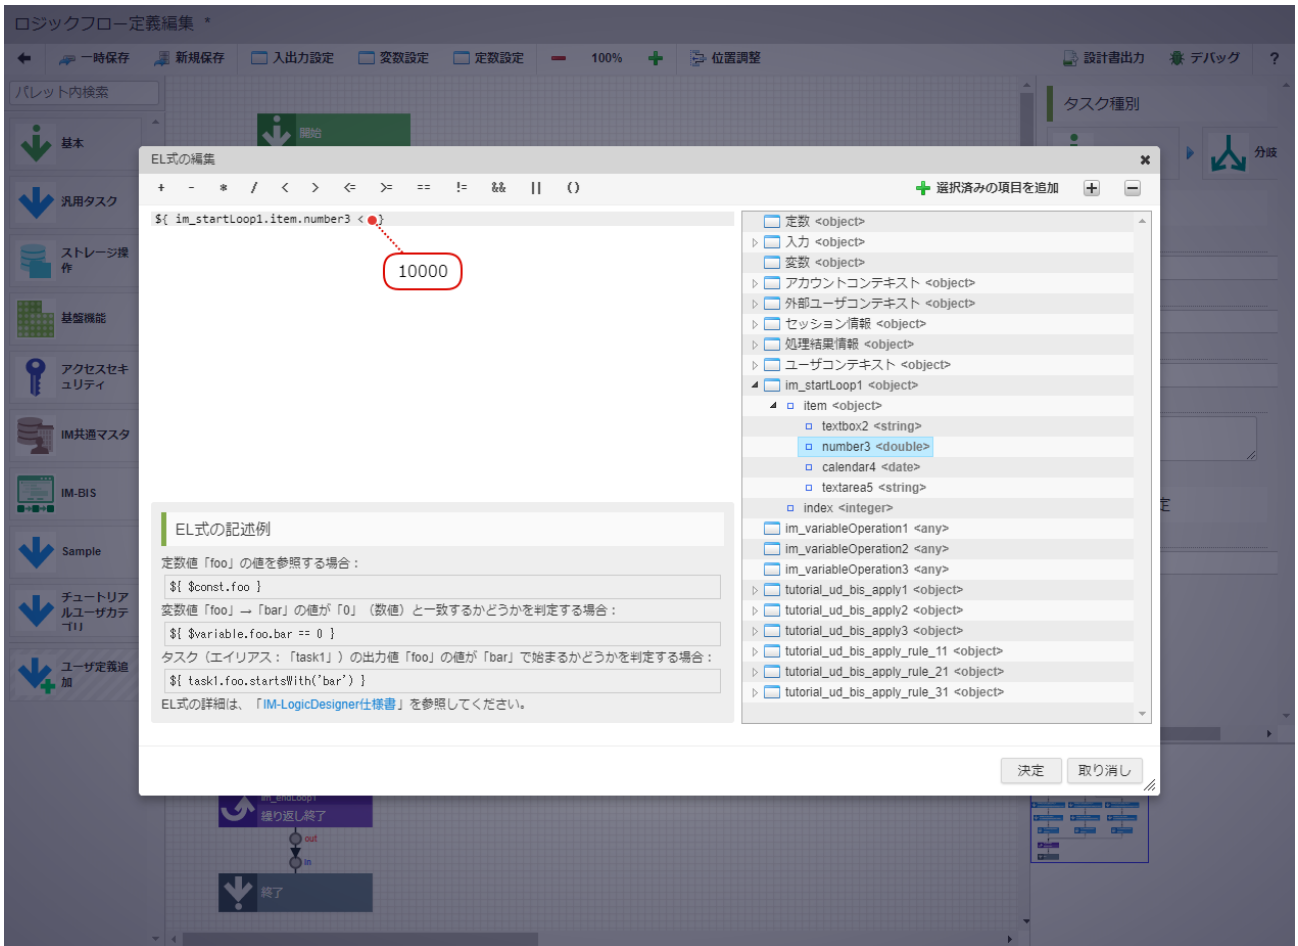 ロジックフロー定義編集 *
一時保存 新規保存 入出力設定 変数設定 定数設定 100% 位置調整 設計書出力 デバッグ ?
パレット内検索
基本
汎用タスク
ストレージ操
作
基盤機能
アクセスセキ
ュリティ
IM共通マスタ
IM-BIS
Sample
チュートリア
ルユーザカテ
ゴリ
ユーザ定義追
加
開始
タスク種別
分岐
定
EL式の編集
+ - * / < > <= >= == != && || ()
選択済みの項目を追加
${ im_startLoop1.item.number3 < }
10000
定数 <object>
入力 <object>
変数 <object>
アカウントコンテキスト <object>
外部ユーザコンテキスト <object>
セッション情報 <object>
処理結果情報 <object>
ユーザコンテキスト <object>
im_startLoop1 <object>
item <object>
textbox2 <string>
number3 <double>
calendar4 <date>
textarea5 <string>
index <integer>
im_variableOperation1 <any>
im_variableOperation2 <any>
im_variableOperation3 <any>
tutorial_ud_bis_apply1 <object>
tutorial_ud_bis_apply2 <object>
tutorial_ud_bis_apply3 <object>
tutorial_ud_bis_apply_rule_11 <object>
tutorial_ud_bis_apply_rule_21 <object>
tutorial_ud_bis_apply_rule_31 <object>
EL式の記述例
定数値「foo」の値を参照する場合：
${ $const.foo }
変数値「foo」→「bar」の値が「0」（数値）と一致するかどうかを判定する場合：
${ $variable.foo.bar == 0 }
タスク（エイリアス：「task1」）の出力値「foo」の値が「bar」で始まるかどうかを判定する場合：
${ task1.foo.startsWith('bar') }
EL式の詳細は、「IM-LogicDesigner仕様書」を参照してください。
決定 取り消し
im_endLoop1
繰り返し終了
out
in
終了